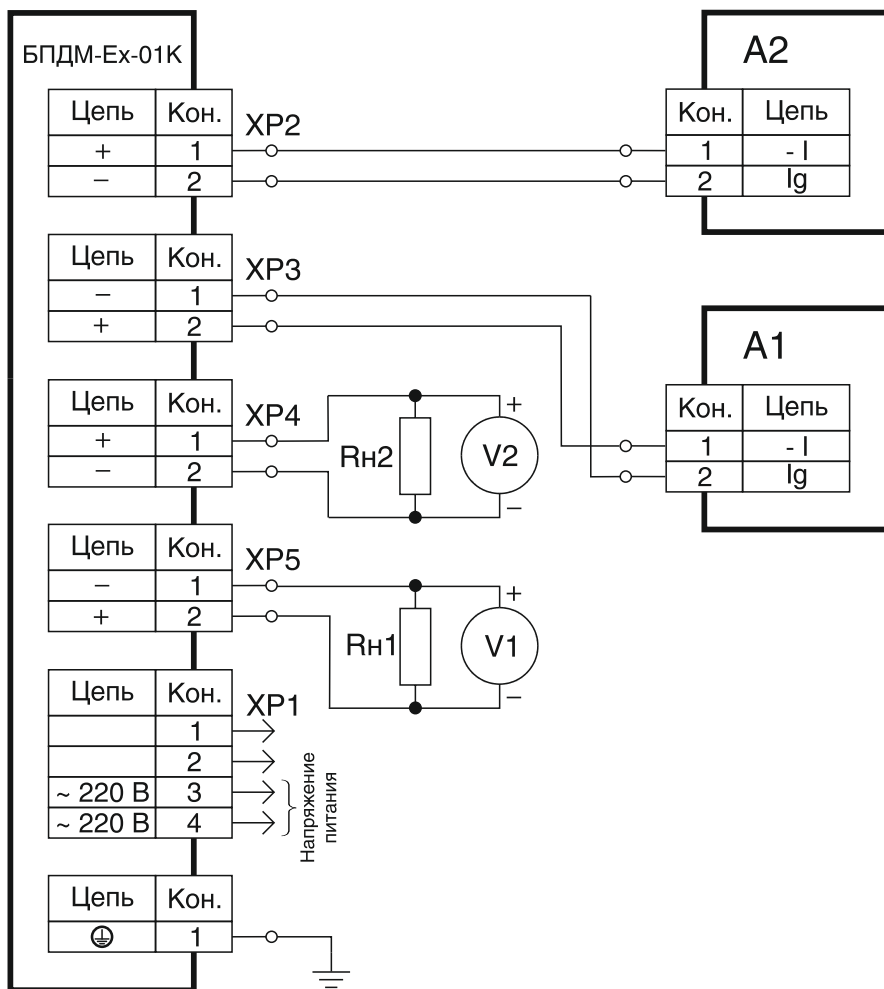 БПДМ-Ex-01К
Цепь Кон. XP2
+ 1
− 2
A2
Кон. Цепь
1 - I
2 Ig
Цепь Кон. XP3
− 1
+ 2
A1
Кон. Цепь
1 - I
2 Ig
Цепь Кон. XP4
+ 1
− 2
Rн2
+
V2
−
Цепь Кон. XP5
− 1
+ 2
Rн1
+
V1
−
Цепь Кон. XP1
1
2
~ 220 В 3
~ 220 В 4
Напряжение
питания
Цепь Кон.
1